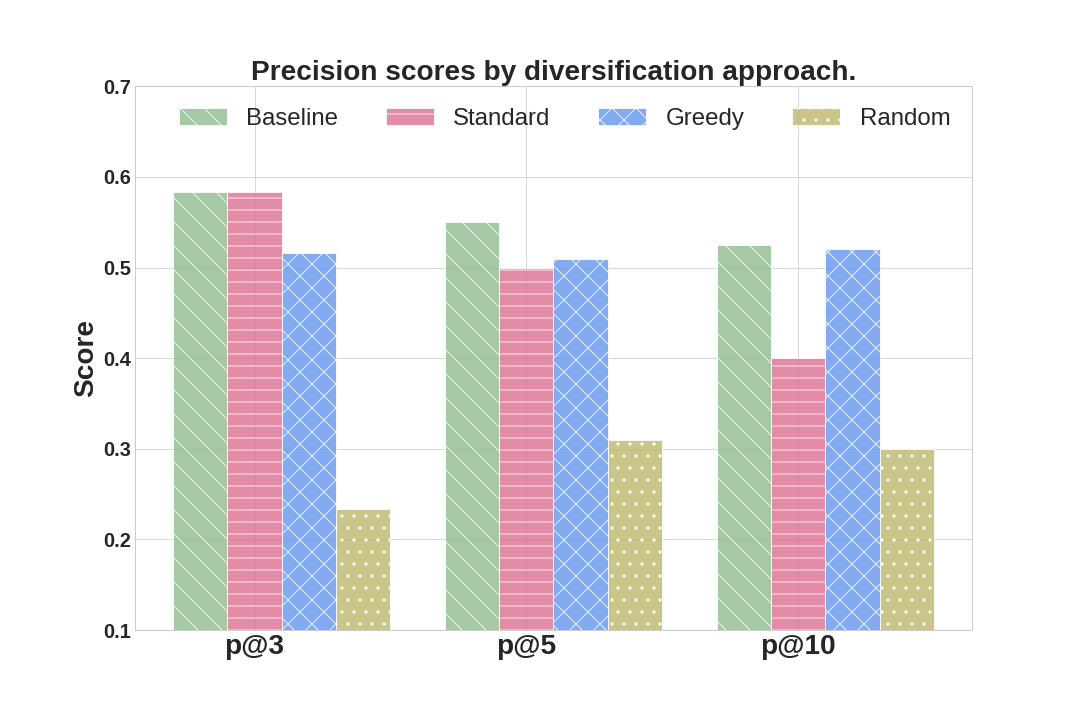 Precision scores by diversification approach.
Baseline Standard Greedy Random
0.7
0.6
0.5
0.4
0.3
0.2
0.1
Score
p@3 p@5 p@10